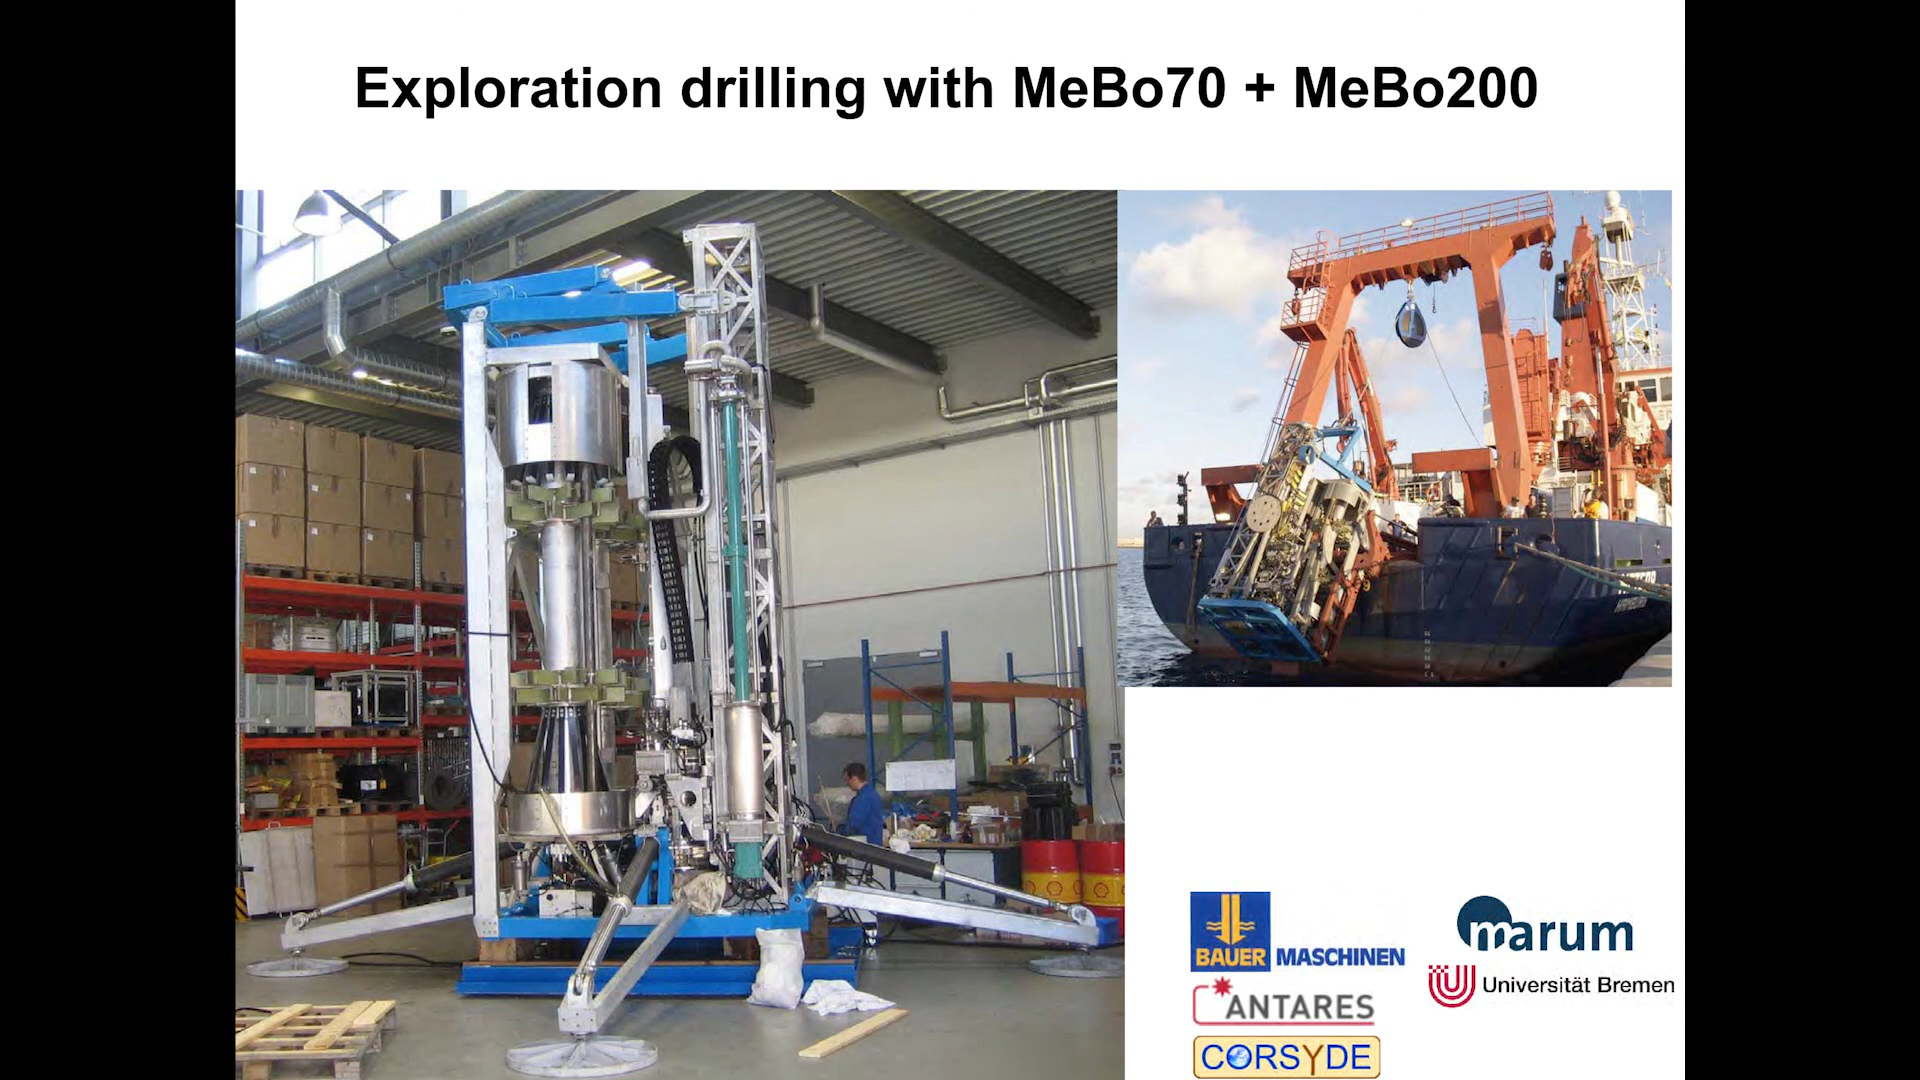 Exploration drilling with MeBo70 + MeBo200
BAUER MASCHINEN
marum
Universität Bremen
ANTARES
CORSYDE